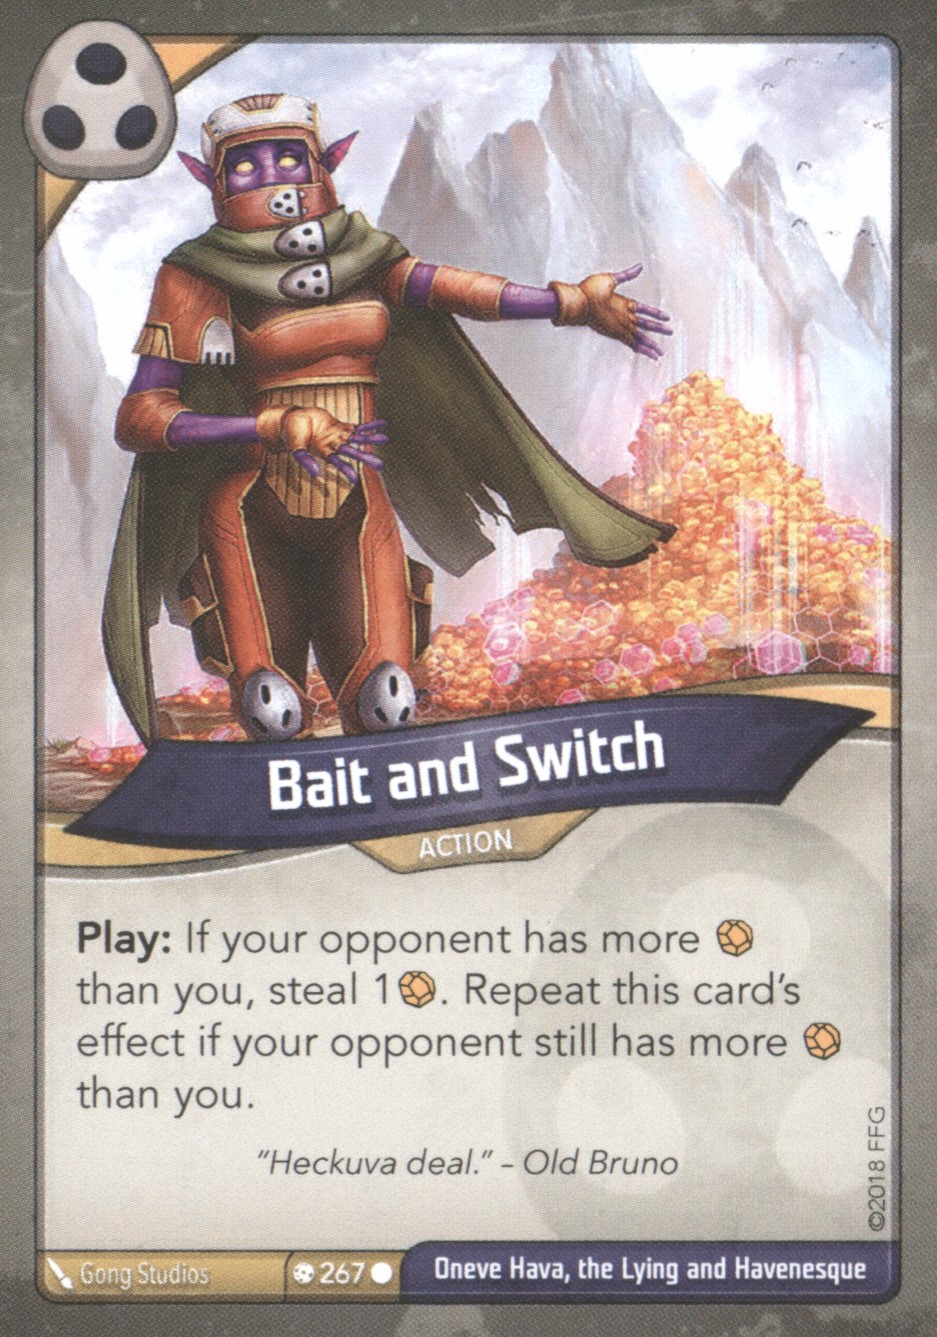 Bait and Switch
ACTION
Play: If your opponent has more
than you, steal 1. Repeat this card's
effect if your opponent still has more
than you.
"Heckuva deal." – Old Bruno
©2018 FFG
Gong Studios
267
Oneve Hava, the Lying and Havenesque